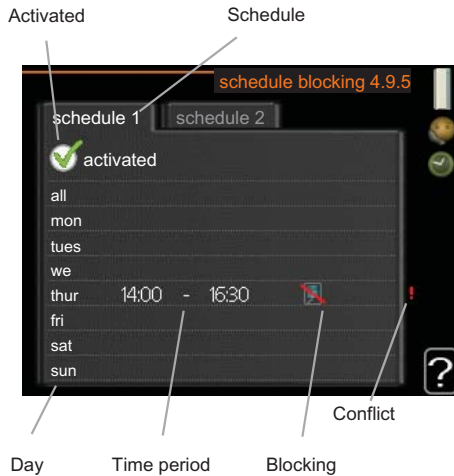 Activated
Schedule
schedule blocking 4.9.5
schedule 1
schedule 2
activated
all
mon
tues
we
thur 14:00 - 16:30 !
fri
sat
sun
?
Conflict
Day
Time period
Blocking